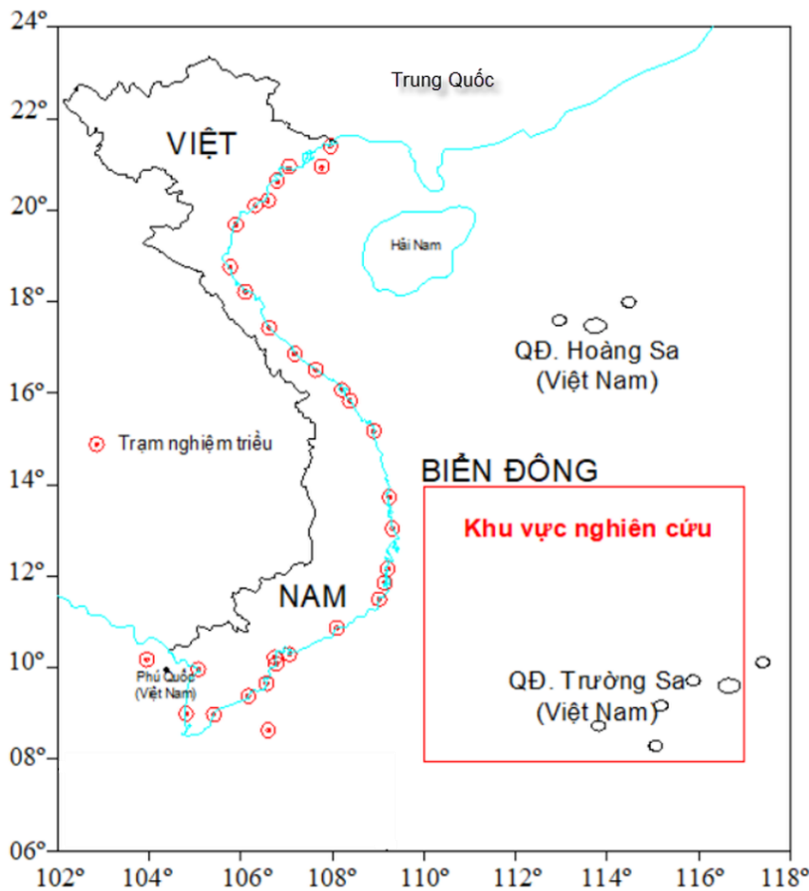 24°
Trung Quốc
22°
VIỆT
20°
Hải Nam
18°
QĐ. Hoàng Sa
(Việt Nam)
16°
Trạm nghiệm triều
BIỂN ĐÔNG
14°
Khu vực nghiên cứu
12°
NAM
10°
Phú Quốc
(Việt Nam)
QĐ. Trường Sa
(Việt Nam)
08°
06°
102° 104° 106° 108° 110° 112° 114° 116° 118°